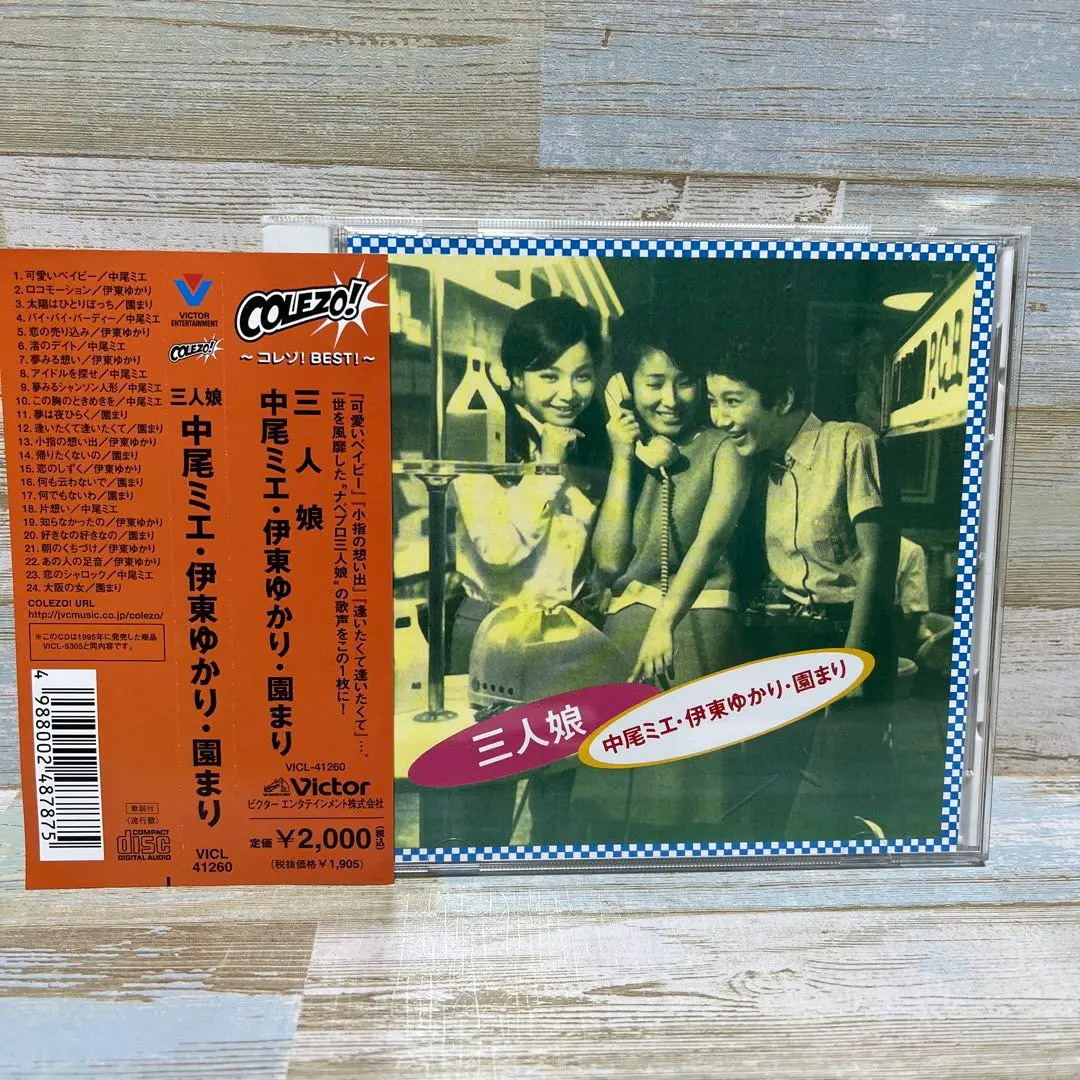 1. 可愛いベイビー／中尾ミエ
2. ロコモーション／伊東ゆかり
3. 太陽はひとりぼっち／園まり
4. バイ・バイ・バーディー／中尾ミエ
5. 恋の売り込み／伊東ゆかり
6. 渚のデイト／中尾ミエ
7. 夢みる想い／伊東ゆかり
8. アイドルを探せ／中尾ミエ
9. 夢みるシャンソン人形／中尾ミエ
10. この胸のときめきを／中尾ミエ
11. 夢は夜ひらく／園まり
12. 逢いたくて逢いたくて／園まり
13. 小指の想い出／伊東ゆかり
14. 帰りたくないの／園まり
15. 恋のしずく／伊東ゆかり
16. 何も云わないで／園まり
17. 何でもないわ／園まり
18. 片想い／中尾ミエ
19. 知らなかったの／伊東ゆかり
20. 好きなの好きなの／園まり
21. 朝のくちづけ／伊東ゆかり
22. あの人の足音／伊東ゆかり
23. 恋のシャロック／中尾ミエ
24. 大阪の女／園まり
COLEZO! URL
http://jvcmusic.co.jp/colezo/
※このCDは1995年に発売した商品
VICL-5305と同内容です。
4 988002 487875
歌詞付
〈流行歌〉
COMPACT
disc
DIGITAL AUDIO
VICTOR
ENTERTAINMENT
COLEZO!
三人娘
中尾ミエ・伊東ゆかり・園まり
VICL
41260
COLEZO!
～コレゾ! BEST!～
『可愛いベイビー』『小指の想い出』『逢いたくて逢いたくて』…。
一世を風靡した“ナベプロ三人娘”の歌声をこの1枚に!
三人娘
中尾ミエ・伊東ゆかり・園まり
VICL-41260
Victor
ビクター エンタテインメント株式会社
定価 ￥2,000 (税込)
(税抜価格￥1,905)
三人娘
中尾ミエ・伊東ゆかり・園まり